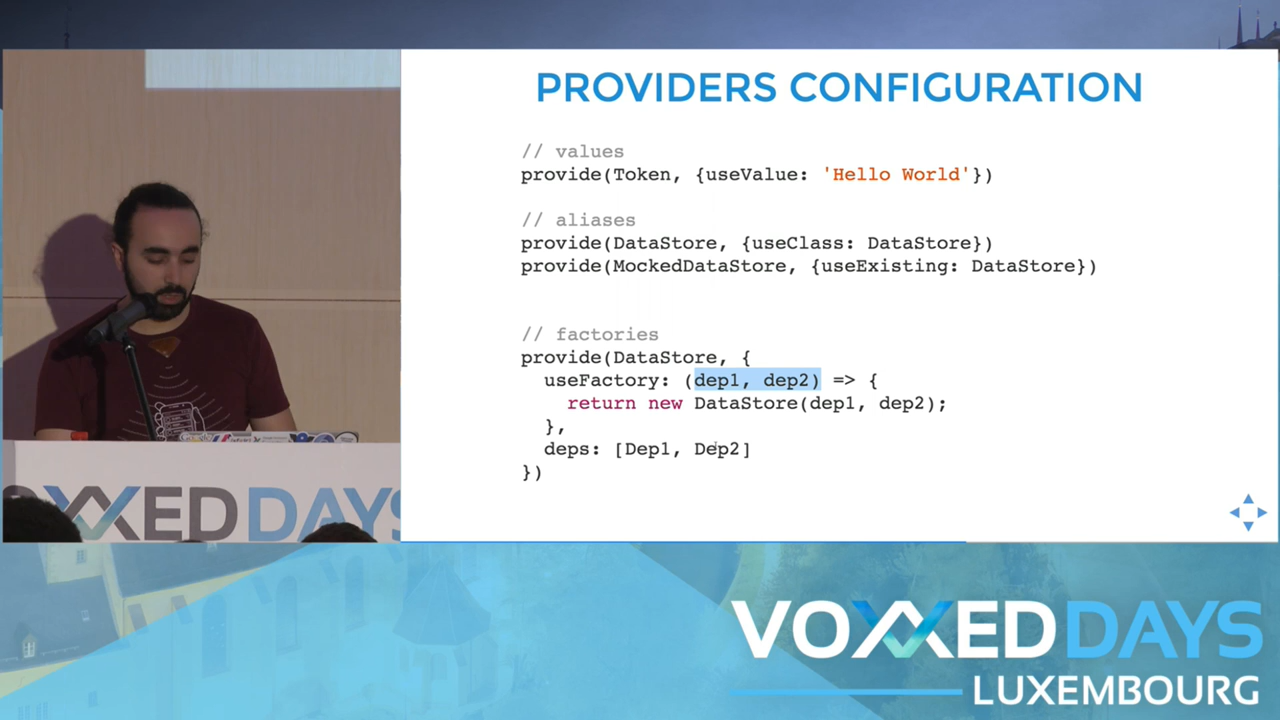 PROVIDERS CONFIGURATION
// values
provide(Token, {useValue: 'Hello World'})
// aliases
provide(DataStore, {useClass: DataStore})
provide(MockedDataStore, {useExisting: DataStore})
// factories
provide(DataStore, {
useFactory: (dep1, dep2) => {
return new DataStore(dep1, dep2);
},
deps: [Dep1, Dep2]
})
VOXXED DAYS
VOXXED DAYS
LUXEMBOURG